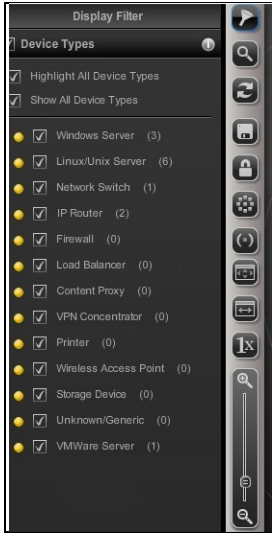 Display Filter
Device Types
Highlight All Device Types
Show All Device Types
Windows Server (3)
Linux/Unix Server (6)
Network Switch (1)
IP Router (2)
Firewall (0)
Load Balancer (0)
Content Proxy (0)
VPN Concentrator (0)
Printer (0)
Wireless Access Point (0)
Storage Device (0)
Unknown/Generic (0)
VMWare Server (1)
1x